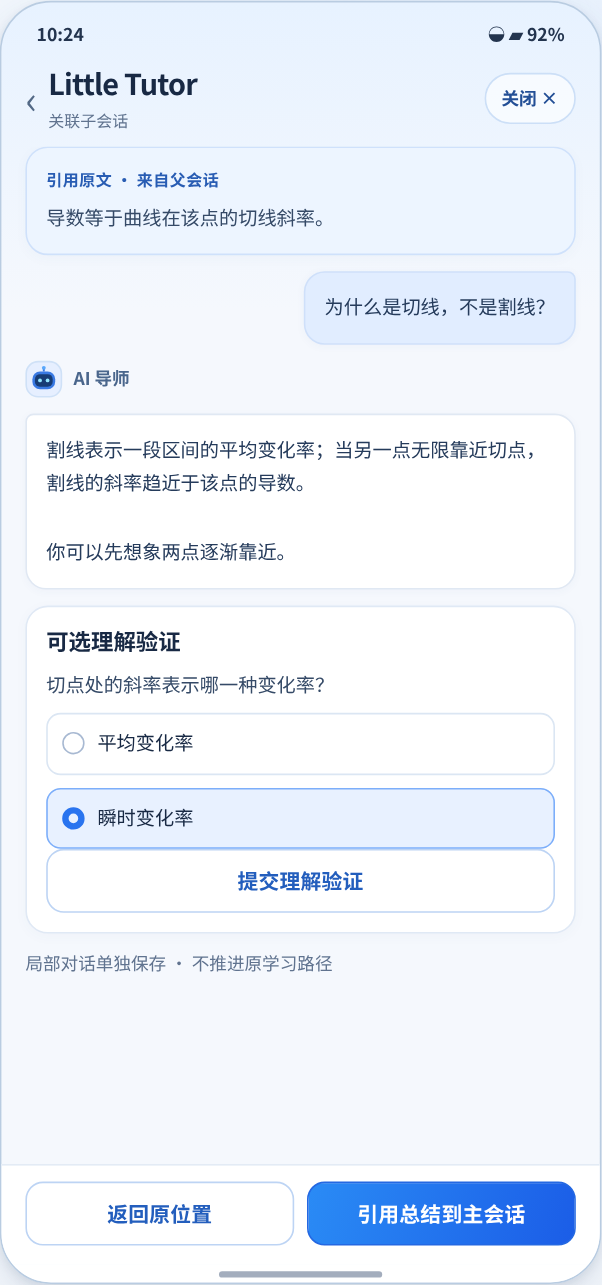 10:24
92%
Little Tutor
关闭 ✕
关联子会话
引用原文 · 来自父会话
导数等于曲线在该点的切线斜率。
为什么是切线，不是割线？
AI 导师
割线表示一段区间的平均变化率；当另一点无限靠近切点，
割线的斜率趋近于该点的导数。
你可以先想象两点逐渐靠近。
可选理解验证
切点处的斜率表示哪一种变化率？
平均变化率
瞬时变化率
提交理解验证
局部对话单独保存 · 不推进原学习路径
返回原位置
引用总结到主会话